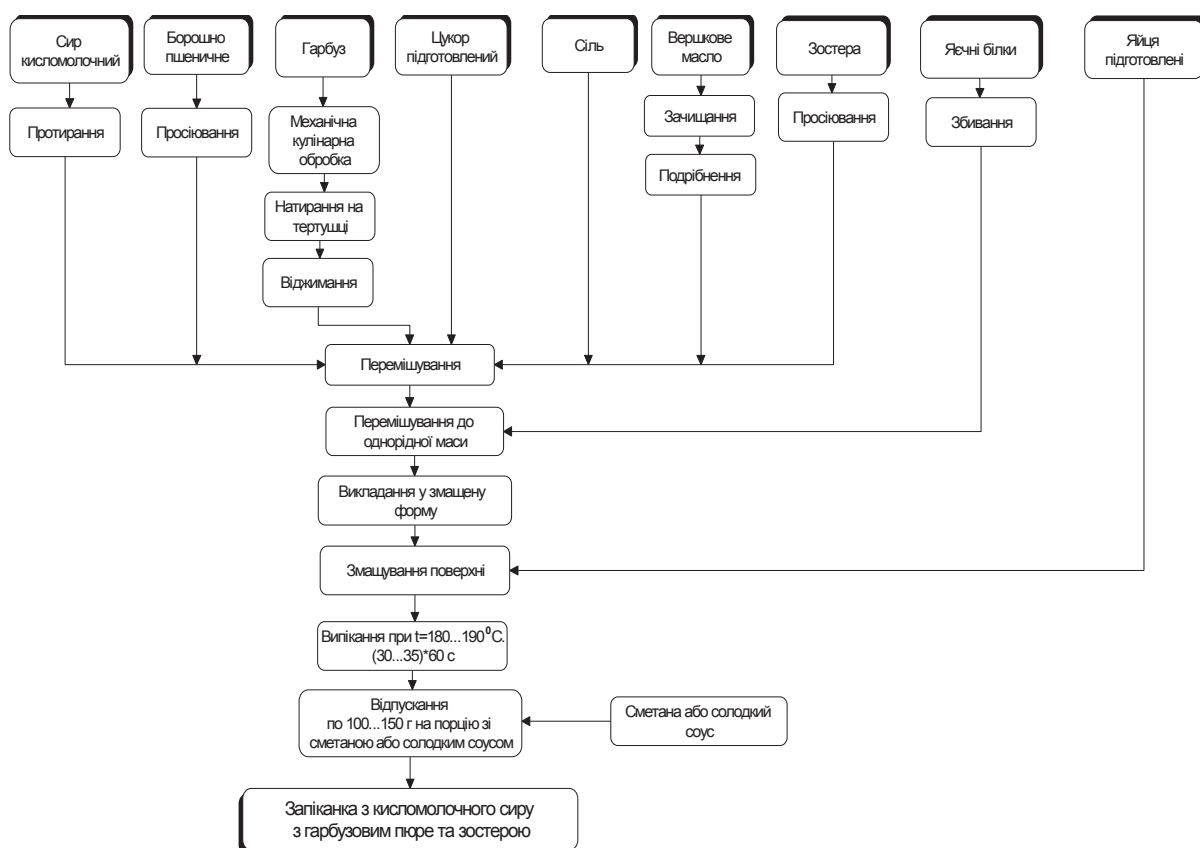 Сир
кисломолочний
Борошно
пшеничне
Гарбуз
Цукор
підготовлений
Сіль
Вершкове
масло
Зостера
Яєчні білки
Яйця
підготовлені
Протирання
Просіювання
Механічна
кулінарна
обробка
Зачищання
Просіювання
Збивання
Подрібнення
Натирання на
тертушці
Віджимання
Перемішування
Перемішування до
однорідної маси
Викладання у змащену
форму
Змащування поверхні
Випікання при t=180...190⁰С.
(30...35)*60 с
Відпускання
по 100...150 г на порцію зі
сметаною або солодким соусом
Сметана або солодкий
соус
Запіканка з кисломолочного сиру
з гарбузовим пюре та зостерою